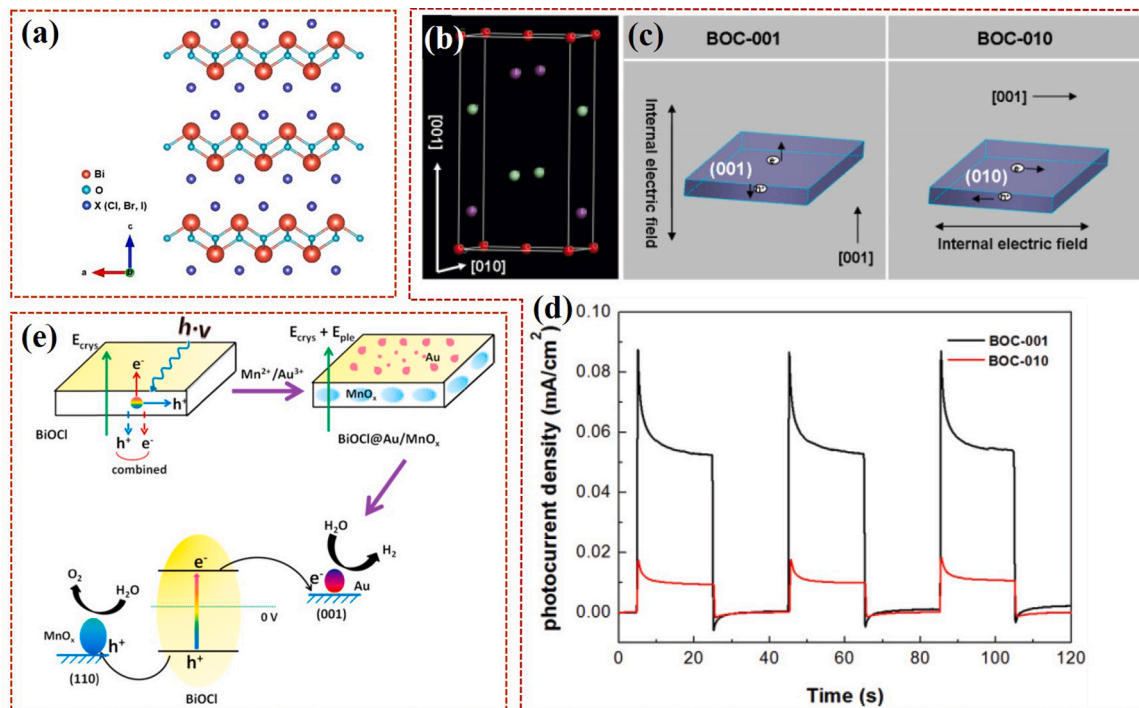 (a)
Bi
O
X (Cl, Br, I)
c
a
(b)
[001]
[010]
(c)
BOC-001
BOC-010
Internal electric field
(001)
e⁻
h⁺
[001]
[001]
(010)
e⁻
h⁺
Internal electric field
(d)
photocurrent density (mA/cm²)
0.10
0.08
0.06
0.04
0.02
0.00
BOC-001
BOC-010
0 20 40 60 80 100 120
Time (s)
(e)
E_crys
h·ν
e⁻
h⁺
h⁺ e⁻
combined
BiOCl
Mn²⁺/Au³⁺
E_crys + E_ple
Au
MnOₓ
BiOCl@Au/MnOₓ
O₂
H₂O
MnOₓ
h⁺
(110)
e⁻
0 V
h⁺
BiOCl
H₂O
H₂
e⁻
Au
(001)